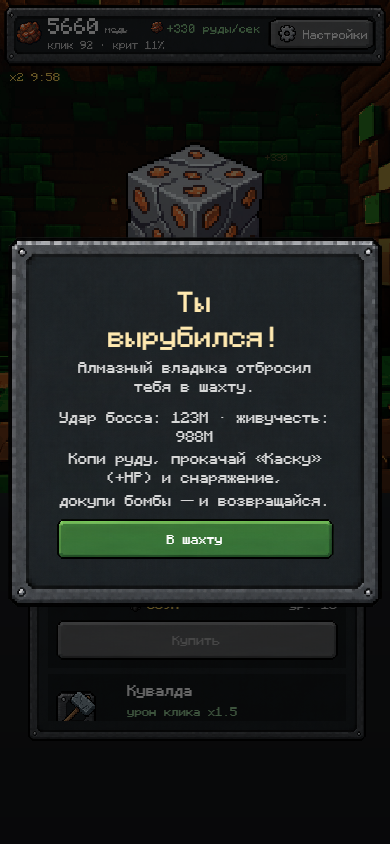 5660 медь
+330 руды/сек
клик 92 · крит 11%
Настройки
x2 9:58
+330
Ты
вырубился!
Алмазный владыка отбросил
тебя в шахту.
Удар босса: 123M · живучесть:
988M
Копи руду, прокачай «Каску»
(+HP) и снаряжение,
докупи бомбы — и возвращайся.
В шахту
Купить
Кувалда
урон клика x1.5